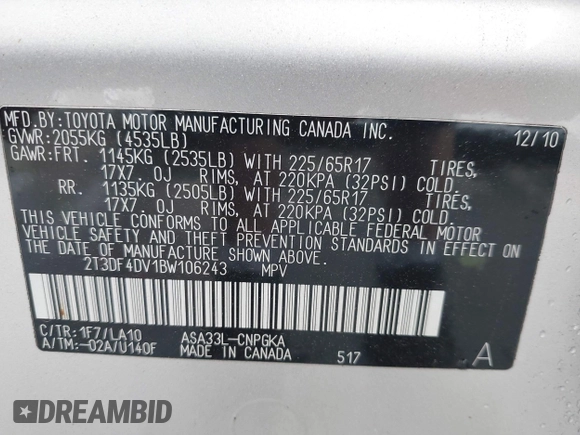 MFD.BY:TOYOTA MOTOR MANUFACTURING CANADA INC.
GVWR:2055KG (4535LB) 12/10
GAWR:FRT. 1145KG (2535LB) WITH 225/65R17 TIRES,
17X7.0J RIMS, AT 220KPA (32PSI) COLD.
RR. 1135KG (2505LB) WITH 225/65R17 TIRES,
17X7.0J RIMS, AT 220KPA (32PSI) COLD.
THIS VEHICLE CONFORMS TO ALL APPLICABLE FEDERAL MOTOR
VEHICLE SAFETY AND THEFT PREVENTION STANDARDS IN EFFECT ON
THE DATE OF MANUFACTURE SHOWN ABOVE.
2T3DF4DV1BW106243 MPV
C/TR:1F7/LA10 ASA33L-CNPGKA
A/TM:-02A/U140F MADE IN CANADA 517 A
DREAMBID